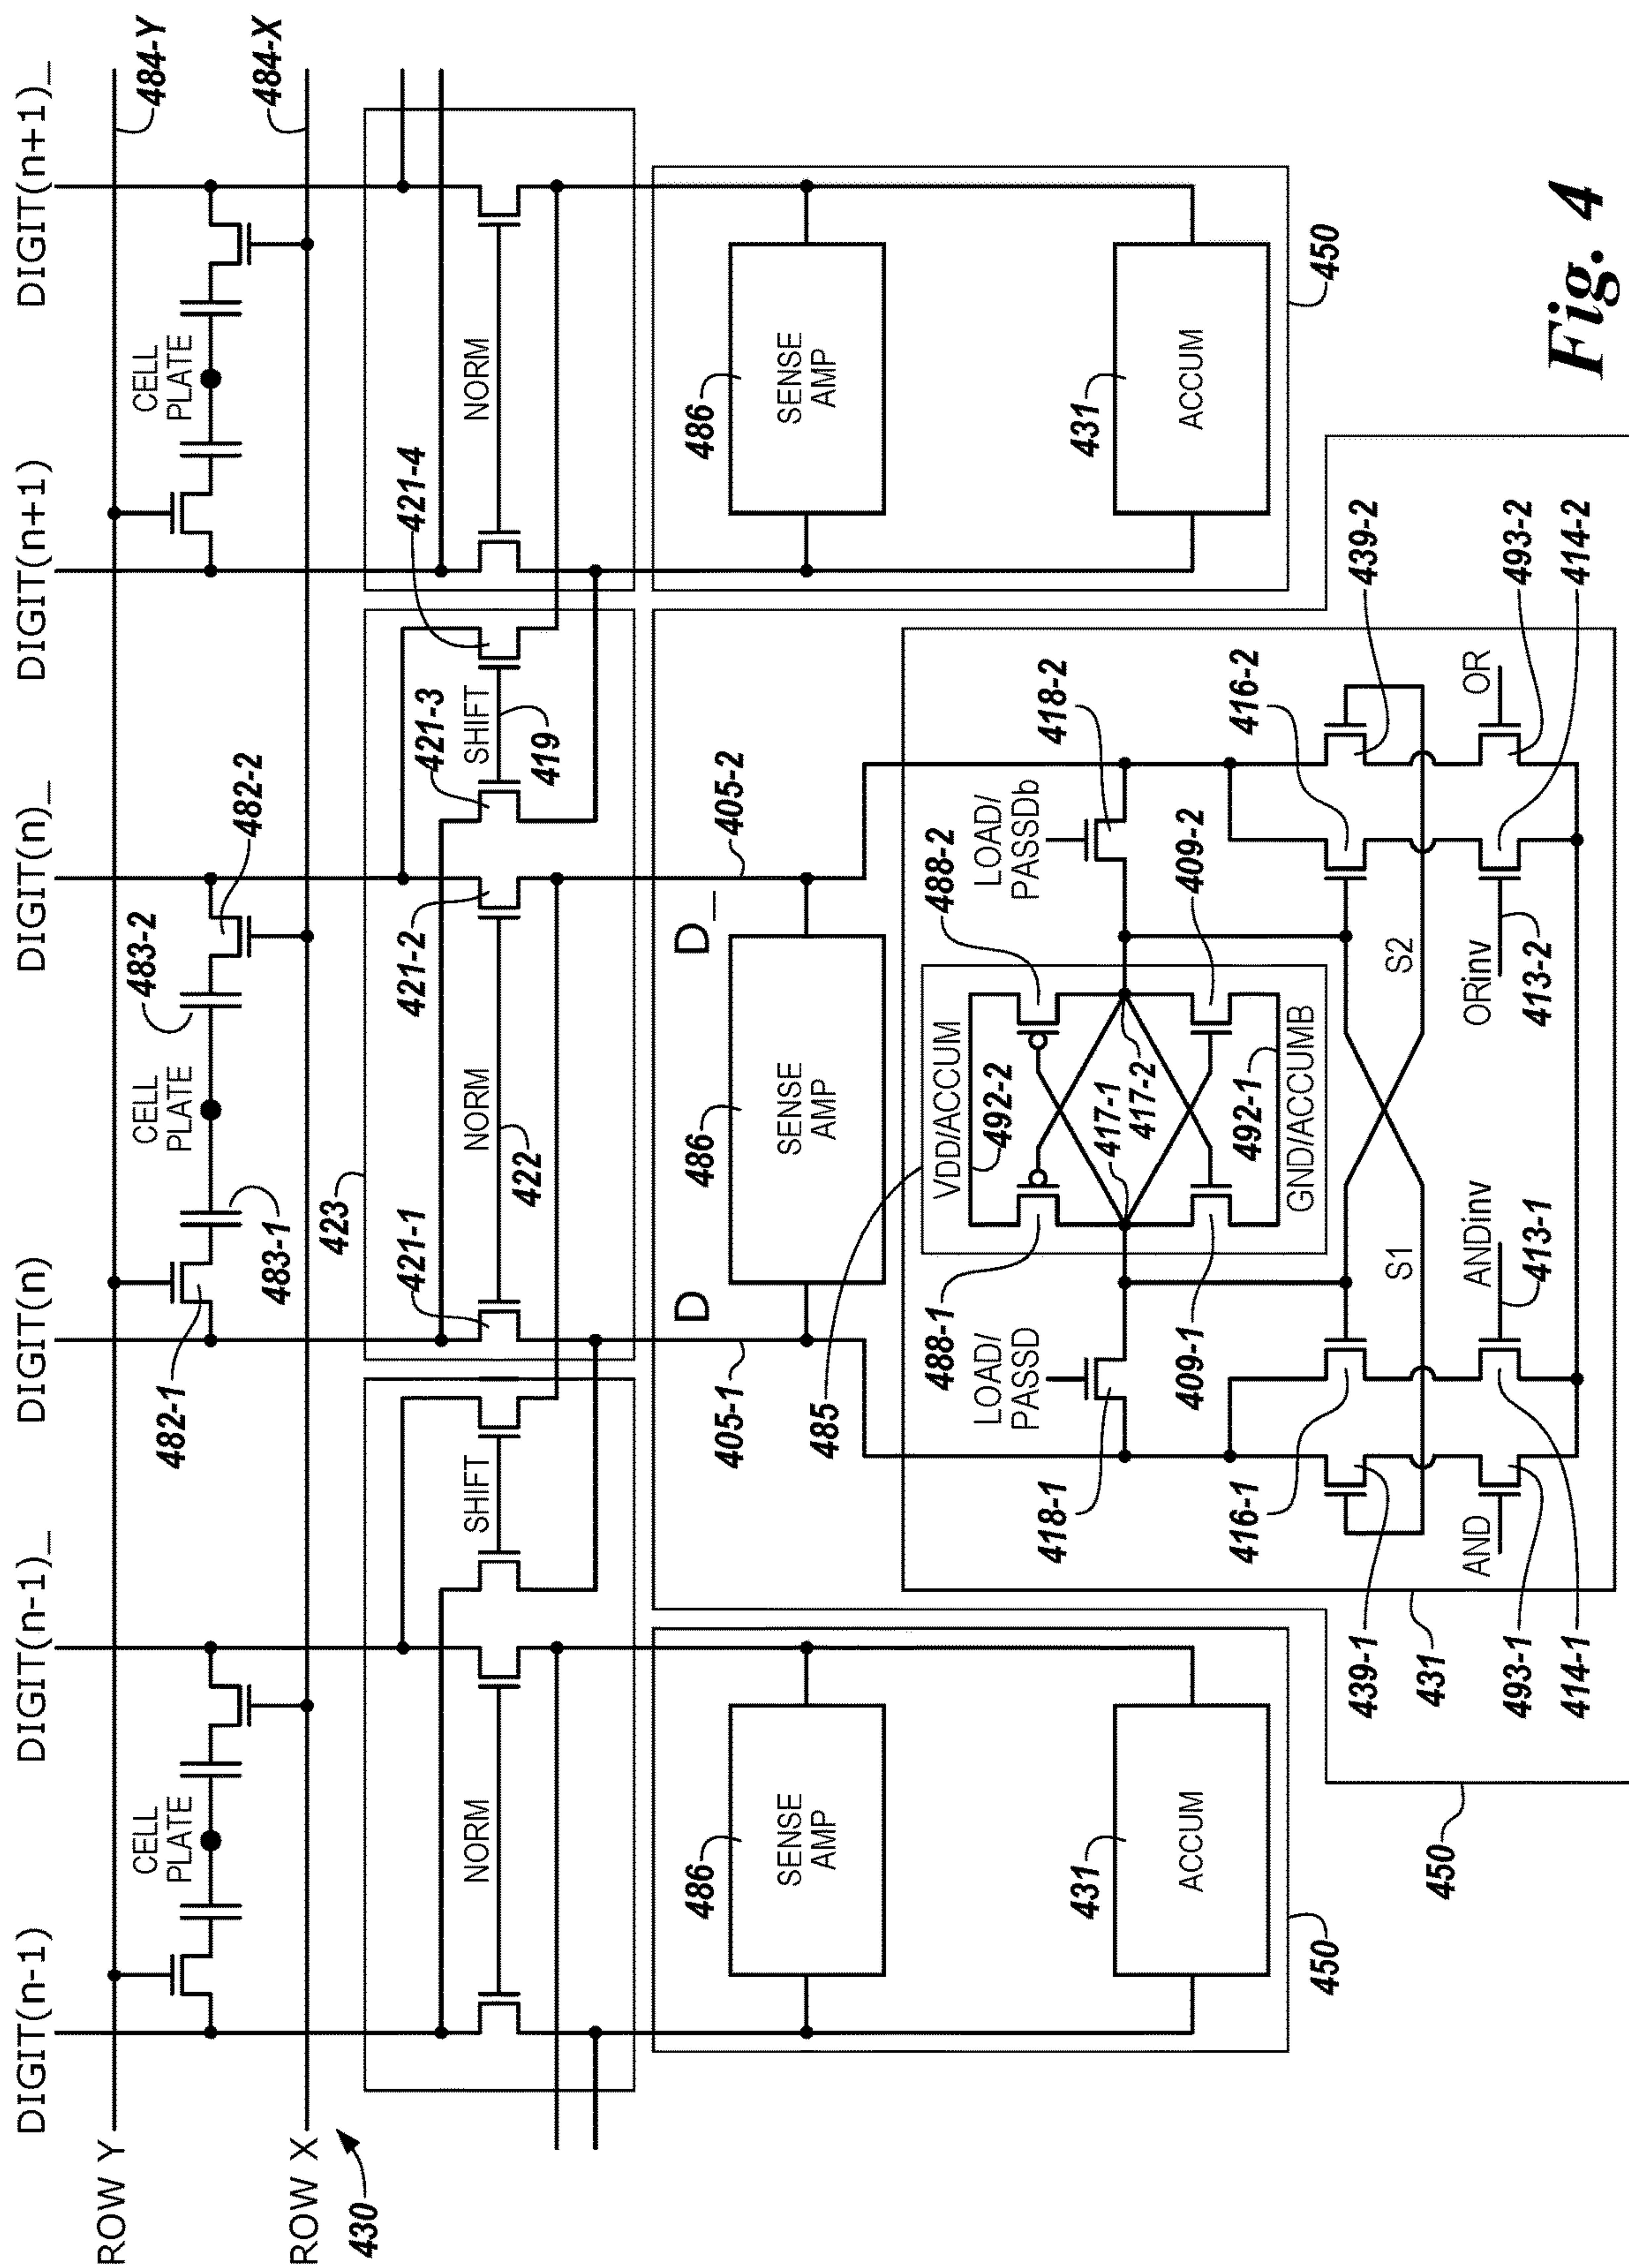 DIGIT(n-1)
DIGIT(n-1)_
DIGIT(n)
DIGIT(n)_
DIGIT(n+1)
DIGIT(n+1)_
ROW Y
484-Y
CELL
PLATE
482-1
483-1
CELL
PLATE
483-2
482-2
CELL
PLATE
ROW X
484-X
430
423
NORM
SHIFT
421-1
NORM
422
421-2
421-3
SHIFT
419
421-4
NORM
405-1
D
D_
405-2
486
SENSE
AMP
486
SENSE
AMP
486
SENSE
AMP
431
ACCUM
450
431
ACCUM
450
485
VDD/ACCUM
492-2
488-1
488-2
LOAD/
PASSD
418-1
LOAD/
PASSDb
418-2
417-1
417-2
409-1
409-2
492-1
GND/ACCUMB
416-1
416-2
S1
S2
439-1
439-2
431
AND
ANDinv
413-1
ORinv
413-2
OR
493-1
493-2
414-1
414-2
450
Fig. 4